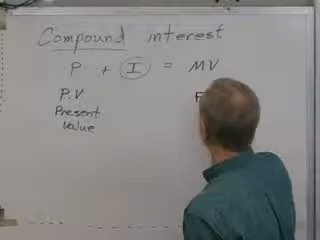 Compound interest
P + I = MV
P.V F
Present
Value